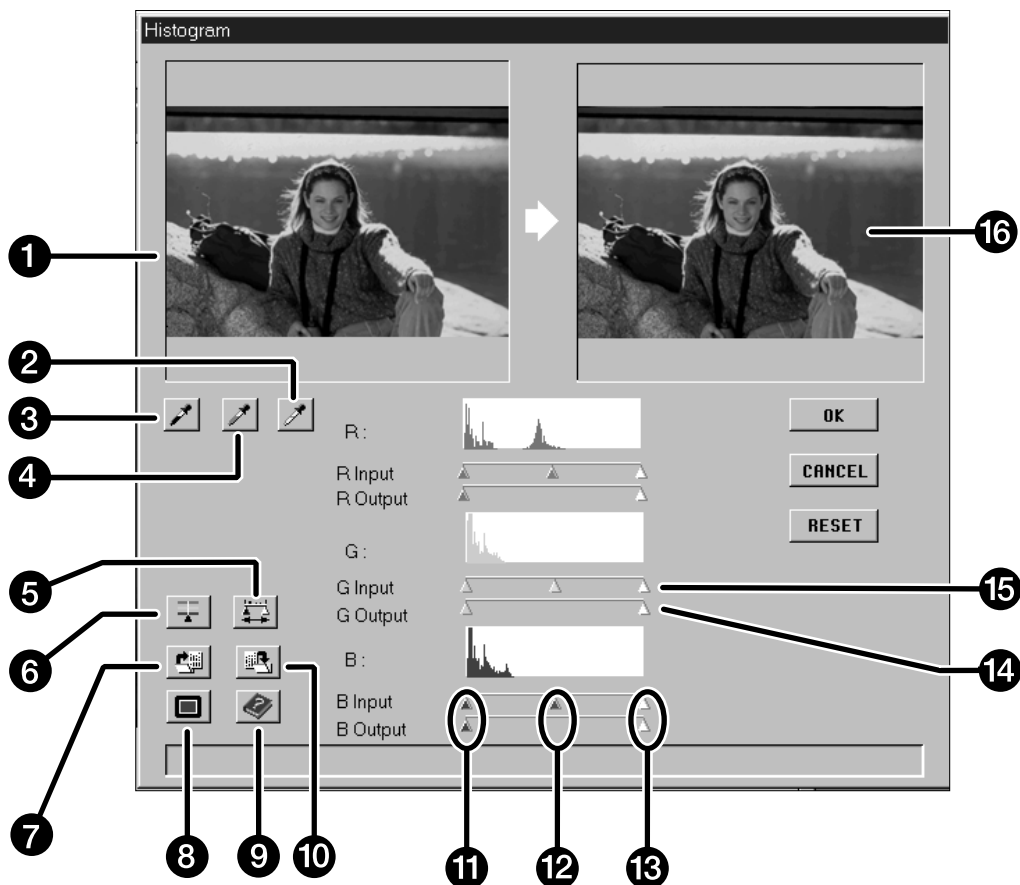 Histogram
1
16
2
3
4
R :
OK
R Input
CANCEL
R Output
RESET
G :
5
G Input
15
G Output
6
B :
14
B Input
B Output
7
8
9
10
11
12
13